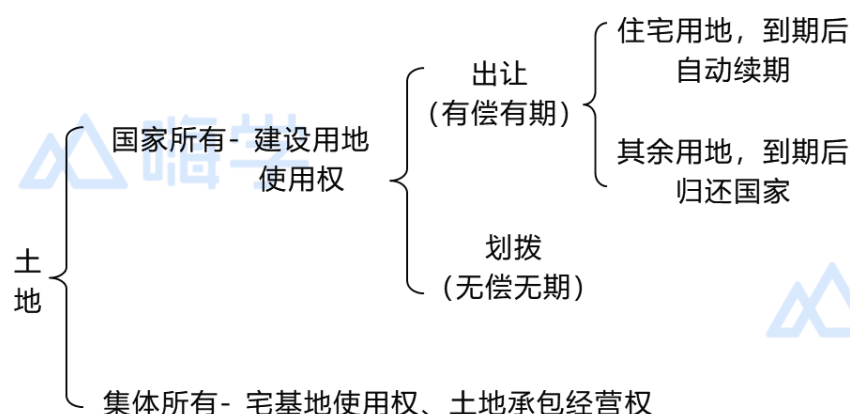 住宅用地，到期后
自动续期
出让
（有偿有期）
国家所有- 建设用地
使用权
其余用地，到期后
归还国家
划拨
（无偿无期）
土
地
集体所有- 宅基地使用权、土地承包经营权
嗨学